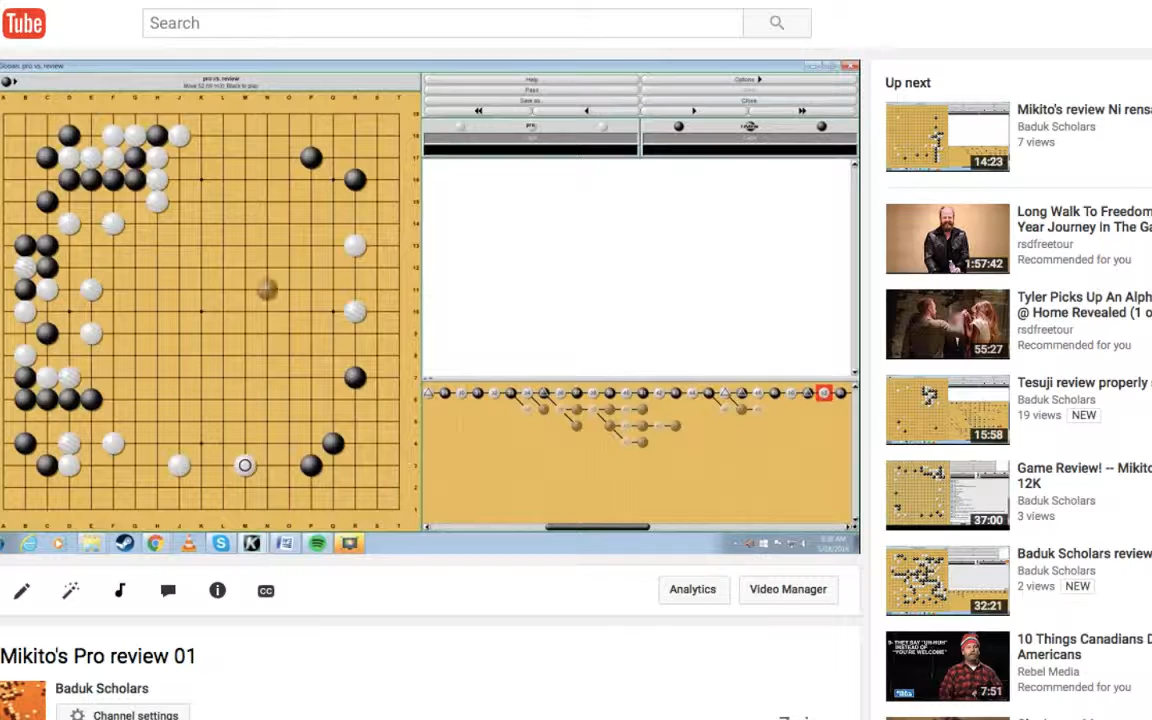 Tube
Search
pro vs. review
Help
Options
Pass
Save as..
Close
Up next
Mikito's review Ni rensa
Baduk Scholars
7 views
14:23
Long Walk To Freedom
Year Journey In The Ga
rsdfreetour
Recommended for you
1:57:42
Tyler Picks Up An Alph
@ Home Revealed (1 o
rsdfreetour
Recommended for you
55:27
Tesuji review properly
Baduk Scholars
19 views NEW
15:58
Game Review! -- Mikito
12K
Baduk Scholars
3 views
37:00
Baduk Scholars review
Baduk Scholars
2 views NEW
32:21
10 Things Canadians D
Americans
Rebel Media
Recommended for you
7:51
CC
Analytics
Video Manager
Mikito's Pro review 01
Baduk Scholars
Channel settings